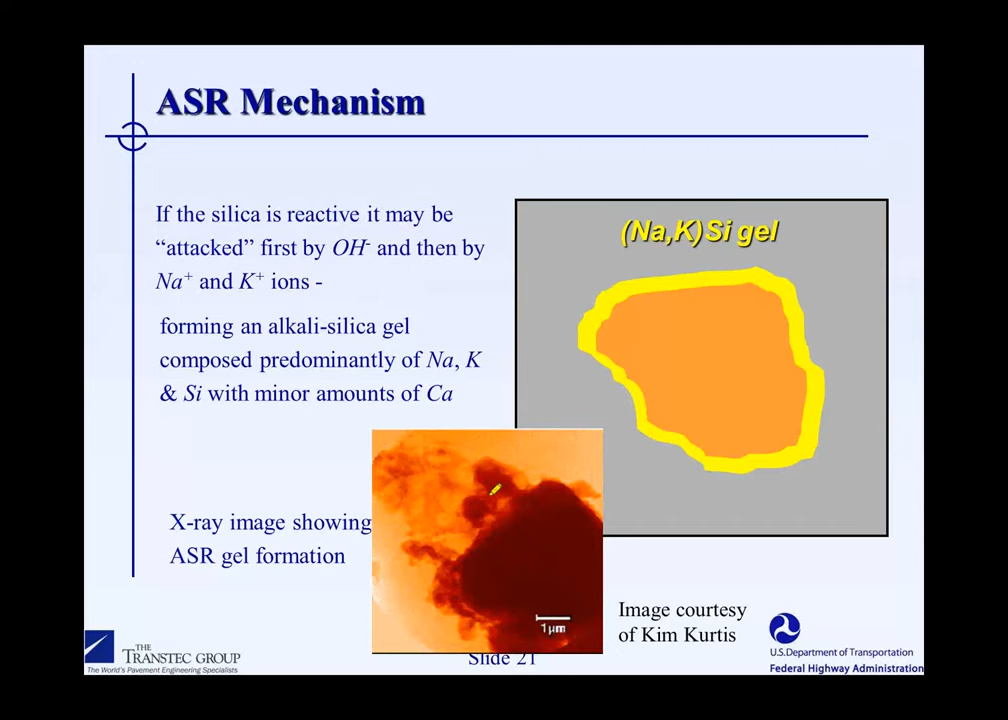 ASR Mechanism
If the silica is reactive it may be
“attacked” first by OH⁻ and then by
Na⁺ and K⁺ ions -
forming an alkali-silica gel
composed predominantly of Na, K
& Si with minor amounts of Ca
(Na,K)Si gel
X-ray image showing
ASR gel formation
1µm
Image courtesy
of Kim Kurtis
THE
TRANSTEC GROUP
The World's Pavement Engineering Specialists
Slide 21
U.S.Department of Transportation
Federal Highway Administration